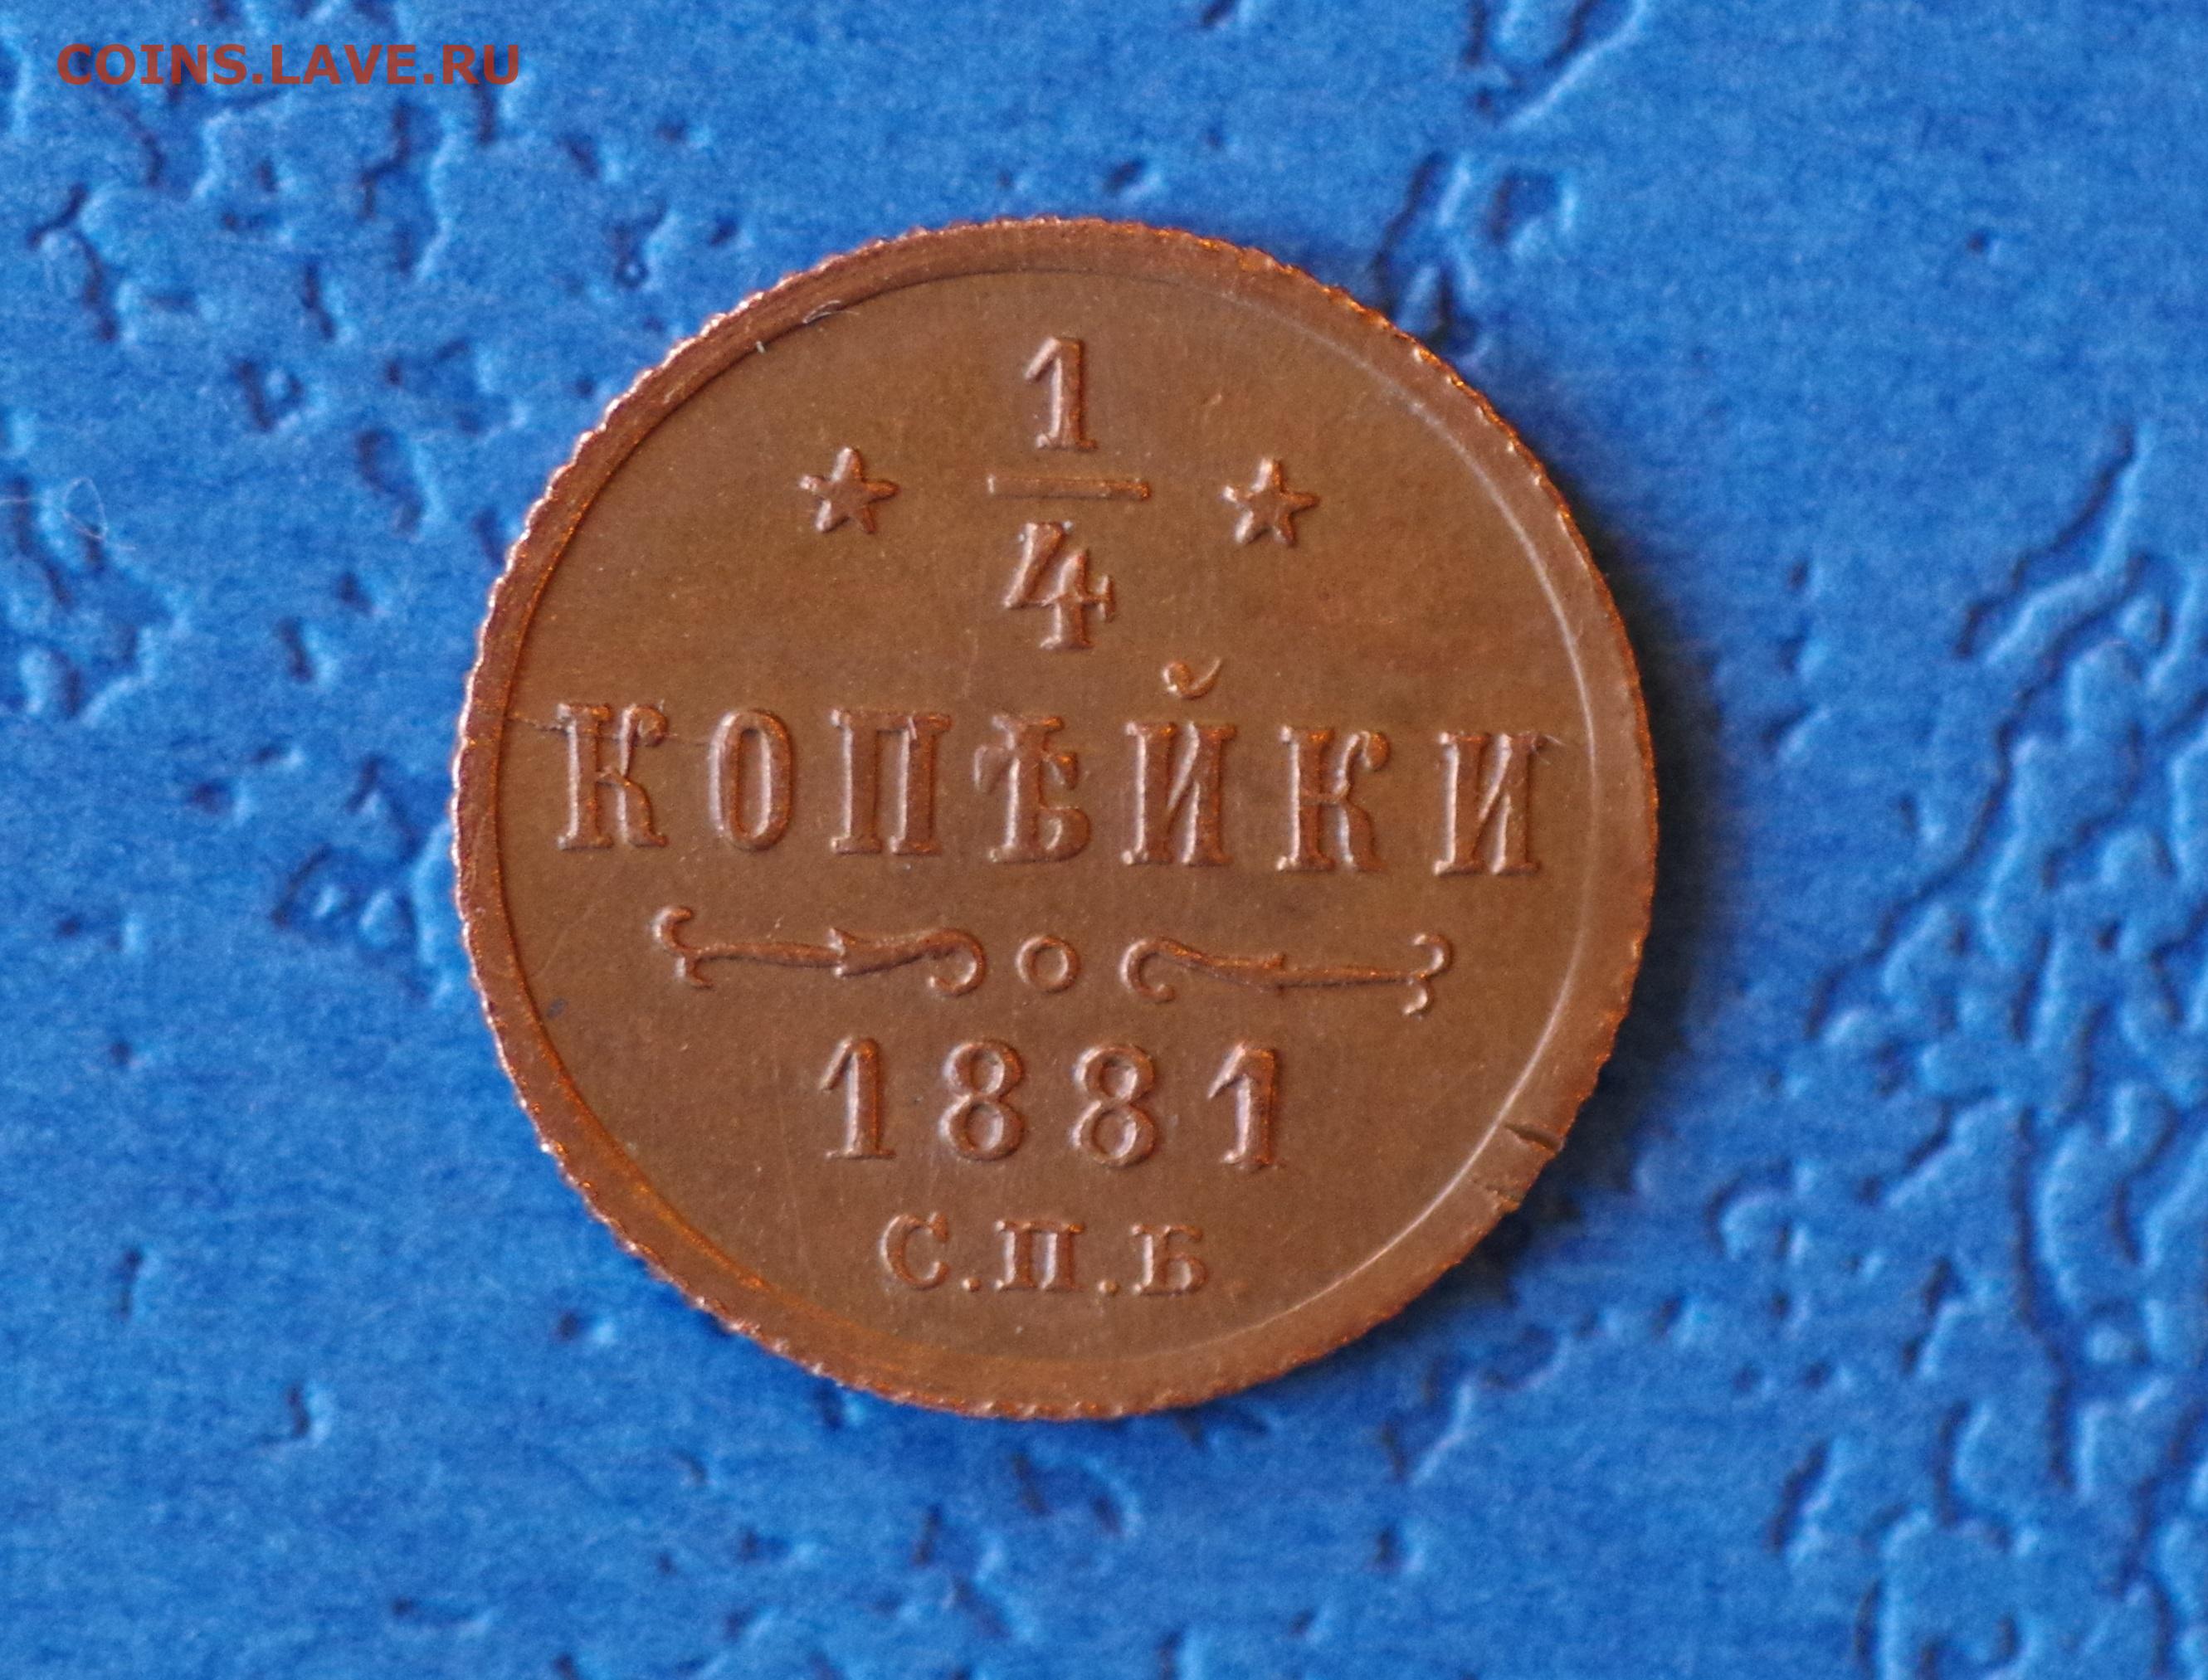 COINS.LAVE.RU
1
★ — ★
4
КОПѢЙКИ
1881
С.П.Б.